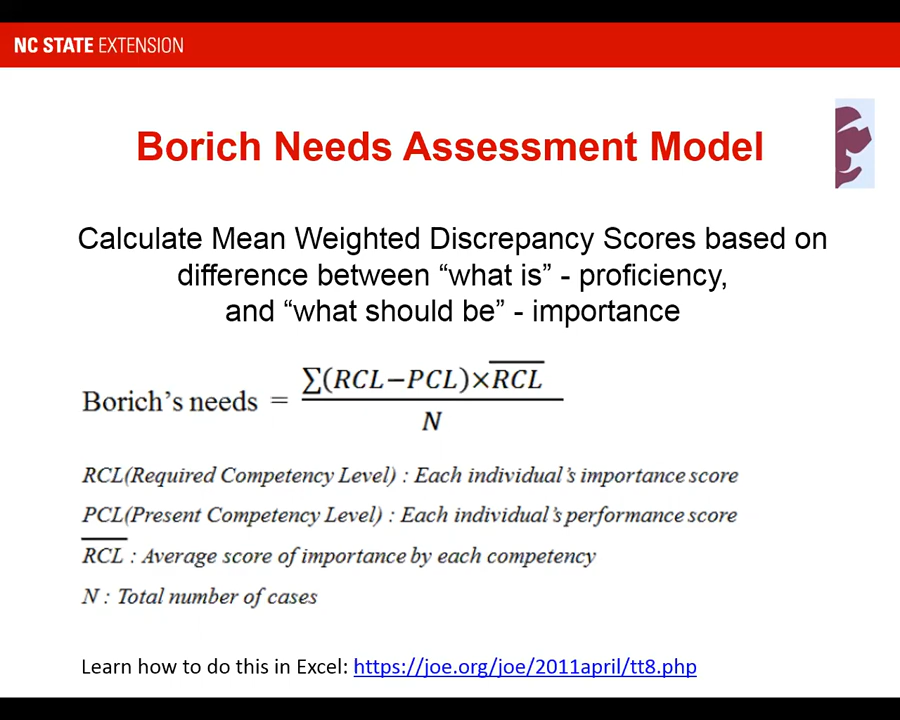 NC STATE EXTENSION
Borich Needs Assessment Model
Calculate Mean Weighted Discrepancy Scores based on
difference between “what is” - proficiency,
and “what should be” - importance
Borich’s needs = \frac{∑(RCL−PCL)×\overline{RCL}}{N}
RCL(Required Competency Level) : Each individual’s importance score
PCL(Present Competency Level) : Each individual’s performance score
\overline{RCL} : Average score of importance by each competency
N : Total number of cases
Learn how to do this in Excel: https://joe.org/joe/2011april/tt8.php